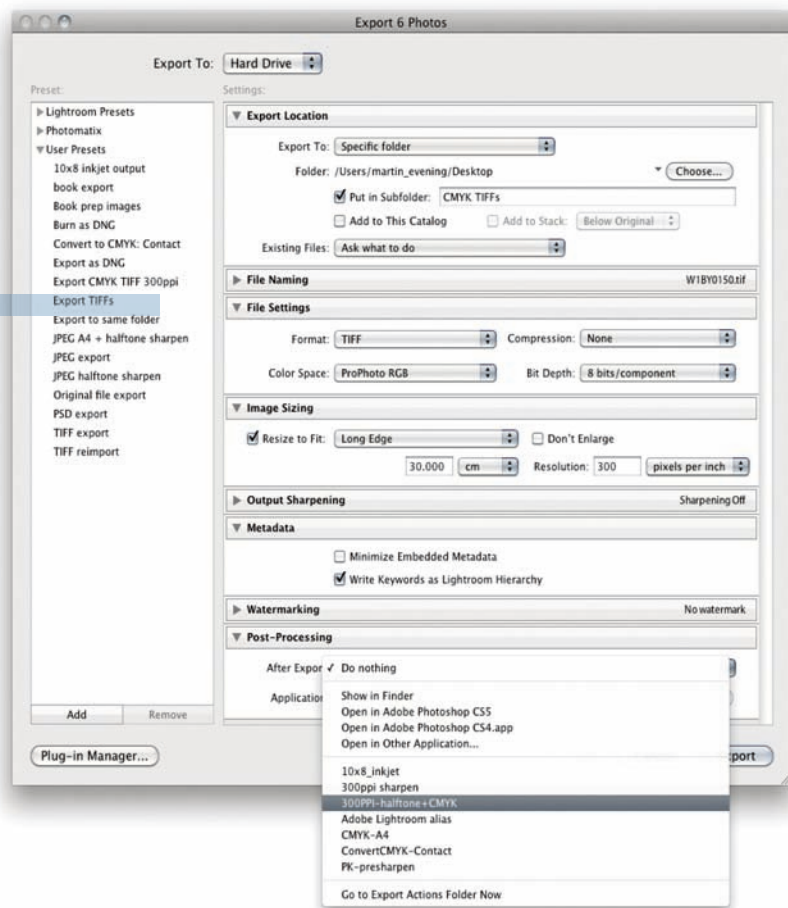 Export 6 Photos
Export To: Hard Drive
Preset:
Lightroom Presets
Photomatix
User Presets
10x8 inkjet output
book export
Book prep images
Burn as DNG
Convert to CMYK: Contact
Export as DNG
Export CMYK TIFF 300ppi
Export TIFFs
Export to same folder
JPEG A4 + halftone sharpen
JPEG export
JPEG halftone sharpen
Original file export
PSD export
TIFF export
TIFF reimport
Add Remove
Plug-in Manager...
Settings:
Export Location
Export To: Specific folder
Folder: /Users/martin_evening/Desktop Choose...
Put in Subfolder: CMYK TIFFs
Add to This Catalog Add to Stack: Below Original
Existing Files: Ask what to do
File Naming W1BY0150.tif
File Settings
Format: TIFF Compression: None
Color Space: ProPhoto RGB Bit Depth: 8 bits/component
Image Sizing
Resize to Fit: Long Edge Don't Enlarge
30.000 cm Resolution: 300 pixels per inch
Output Sharpening Sharpening Off
Metadata
Minimize Embedded Metadata
Write Keywords as Lightroom Hierarchy
Watermarking No watermark
Post-Processing
After Expor ✓ Do nothing
Application
Show in Finder
Open in Adobe Photoshop CS5
Open in Adobe Photoshop CS4.app
Open in Other Application...
10x8_inkjet
300ppi sharpen
300PPI-halftone+CMYK
Adobe Lightroom alias
CMYK-A4
ConvertCMYK-Contact
PK-presharpen
Go to Export Actions Folder Now
port